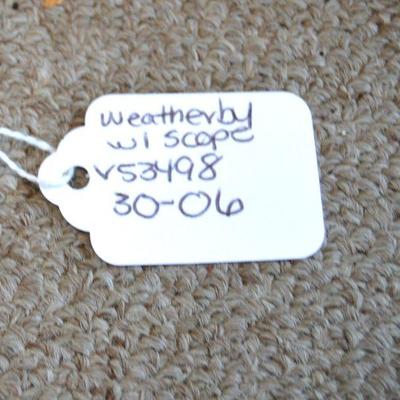 Weatherby
w/ Scope
V53498
30-06